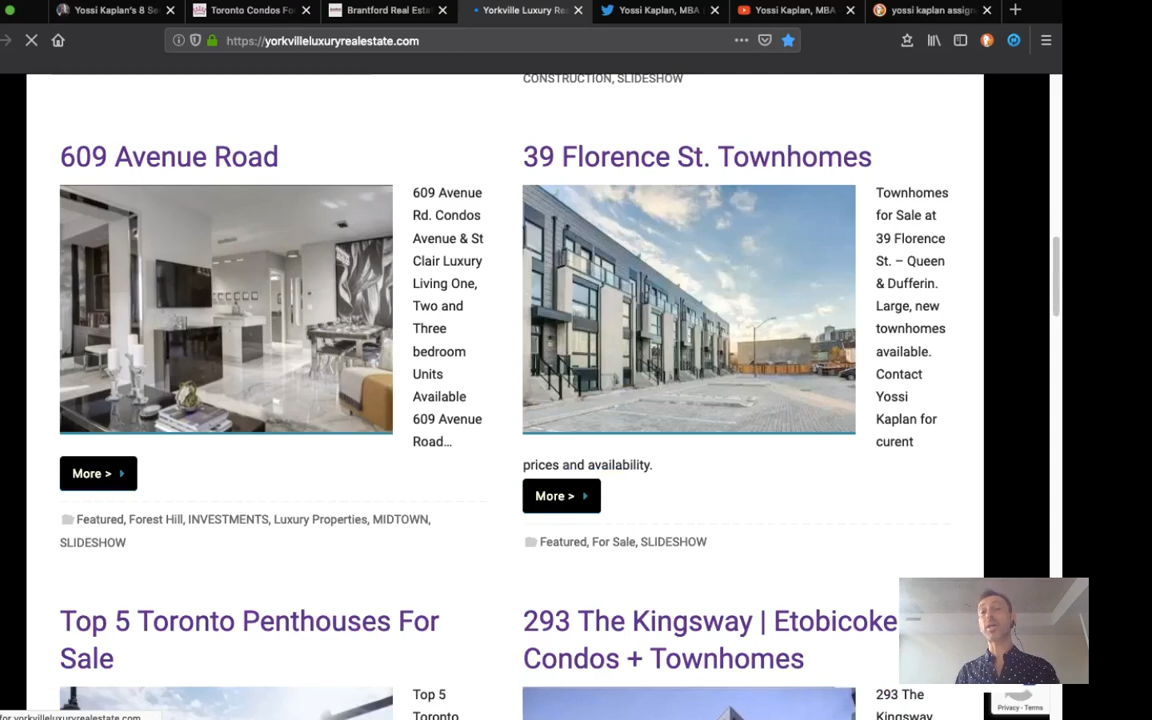 Yossi Kaplan's 8 Se
Toronto Condos Fo
Brantford Real Esta
Yorkville Luxury Re
Yossi Kaplan, MBA
Yossi Kaplan, MBA
yossi kaplan assign
https://yorkvilleluxuryrealestate.com
CONSTRUCTION, SLIDESHOW
609 Avenue Road
609 Avenue
Rd. Condos
Avenue & St
Clair Luxury
Living One,
Two and
Three
bedroom
Units
Available
609 Avenue
Road…
More >
Featured, Forest Hill, INVESTMENTS, Luxury Properties, MIDTOWN,
SLIDESHOW
39 Florence St. Townhomes
Townhomes
for Sale at
39 Florence
St. – Queen
& Dufferin.
Large, new
townhomes
available.
Contact
Yossi
Kaplan for
curent
prices and availability.
More >
Featured, For Sale, SLIDESHOW
Top 5 Toronto Penthouses For
Sale
Top 5
Toronto
293 The Kingsway | Etobicoke
Condos + Townhomes
293 The
Kingsway
Privacy - Terms
for yorkvilleluxuryrealestate.com